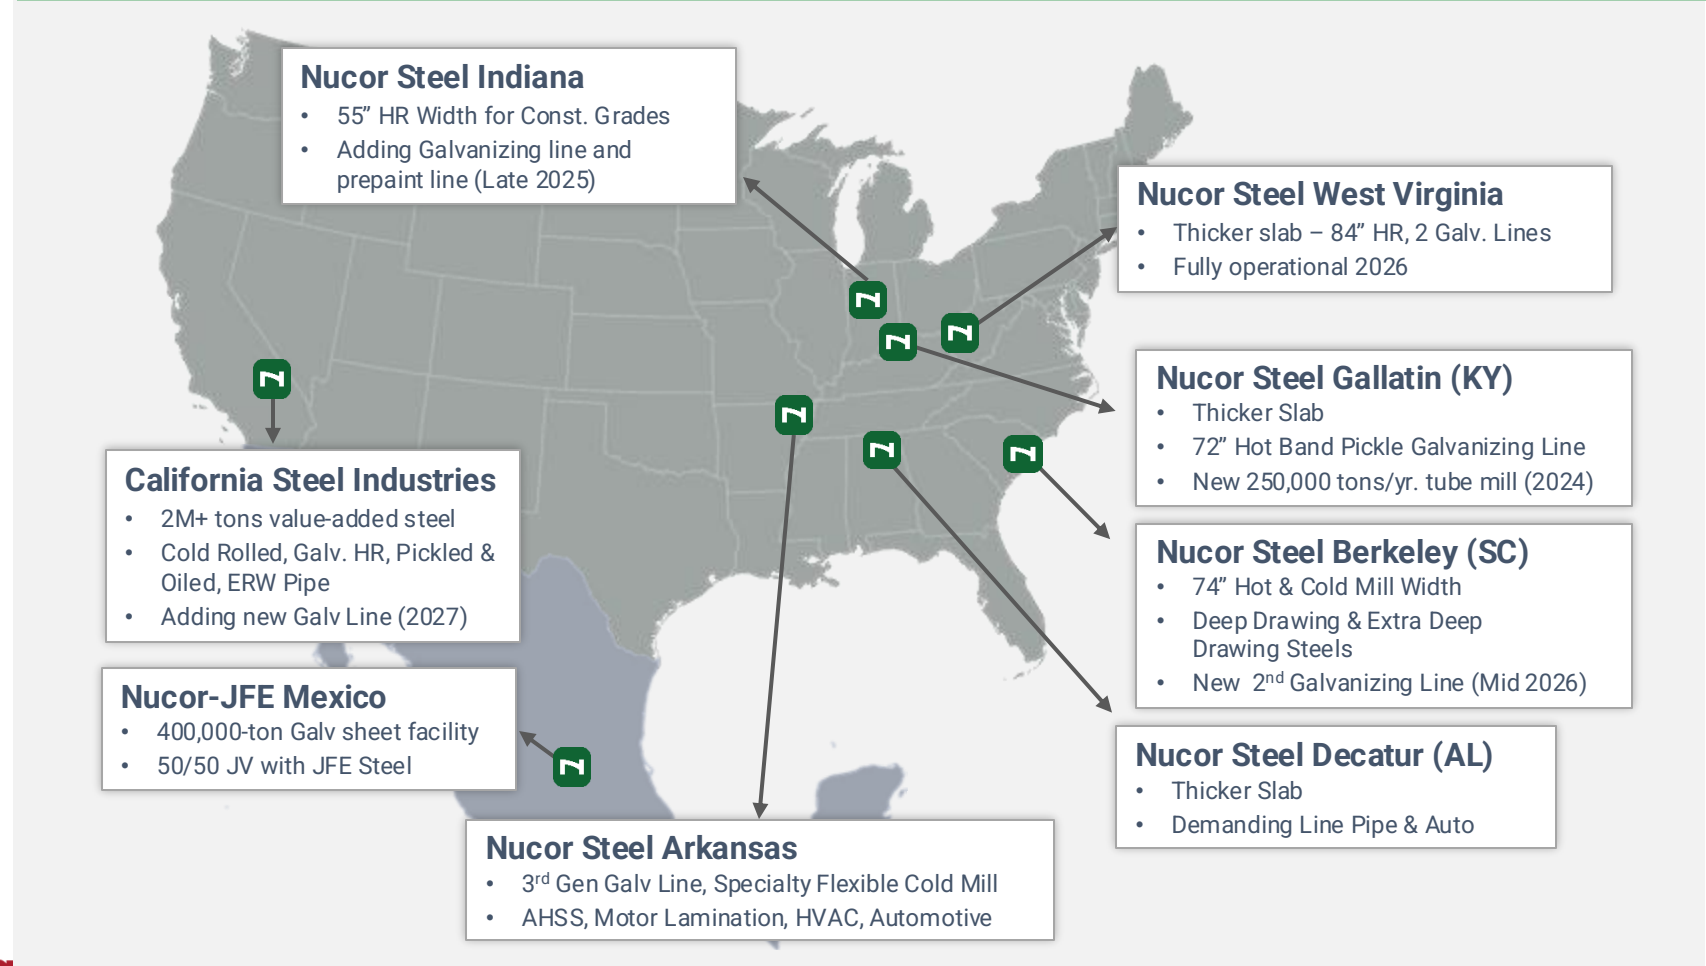 Nucor Steel Indiana
• 55” HR Width for Const. Grades
• Adding Galvanizing line and
prepaint line (Late 2025)
Nucor Steel West Virginia
• Thicker slab – 84” HR, 2 Galv. Lines
• Fully operational 2026
Nucor Steel Gallatin (KY)
• Thicker Slab
• 72” Hot Band Pickle Galvanizing Line
• New 250,000 tons/yr. tube mill (2024)
California Steel Industries
• 2M+ tons value-added steel
• Cold Rolled, Galv. HR, Pickled &
Oiled, ERW Pipe
• Adding new Galv Line (2027)
Nucor Steel Berkeley (SC)
• 74” Hot & Cold Mill Width
• Deep Drawing & Extra Deep
Drawing Steels
• New 2nd Galvanizing Line (Mid 2026)
Nucor-JFE Mexico
• 400,000-ton Galv sheet facility
• 50/50 JV with JFE Steel
Nucor Steel Decatur (AL)
• Thicker Slab
• Demanding Line Pipe & Auto
Nucor Steel Arkansas
• 3rd Gen Galv Line, Specialty Flexible Cold Mill
• AHSS, Motor Lamination, HVAC, Automotive